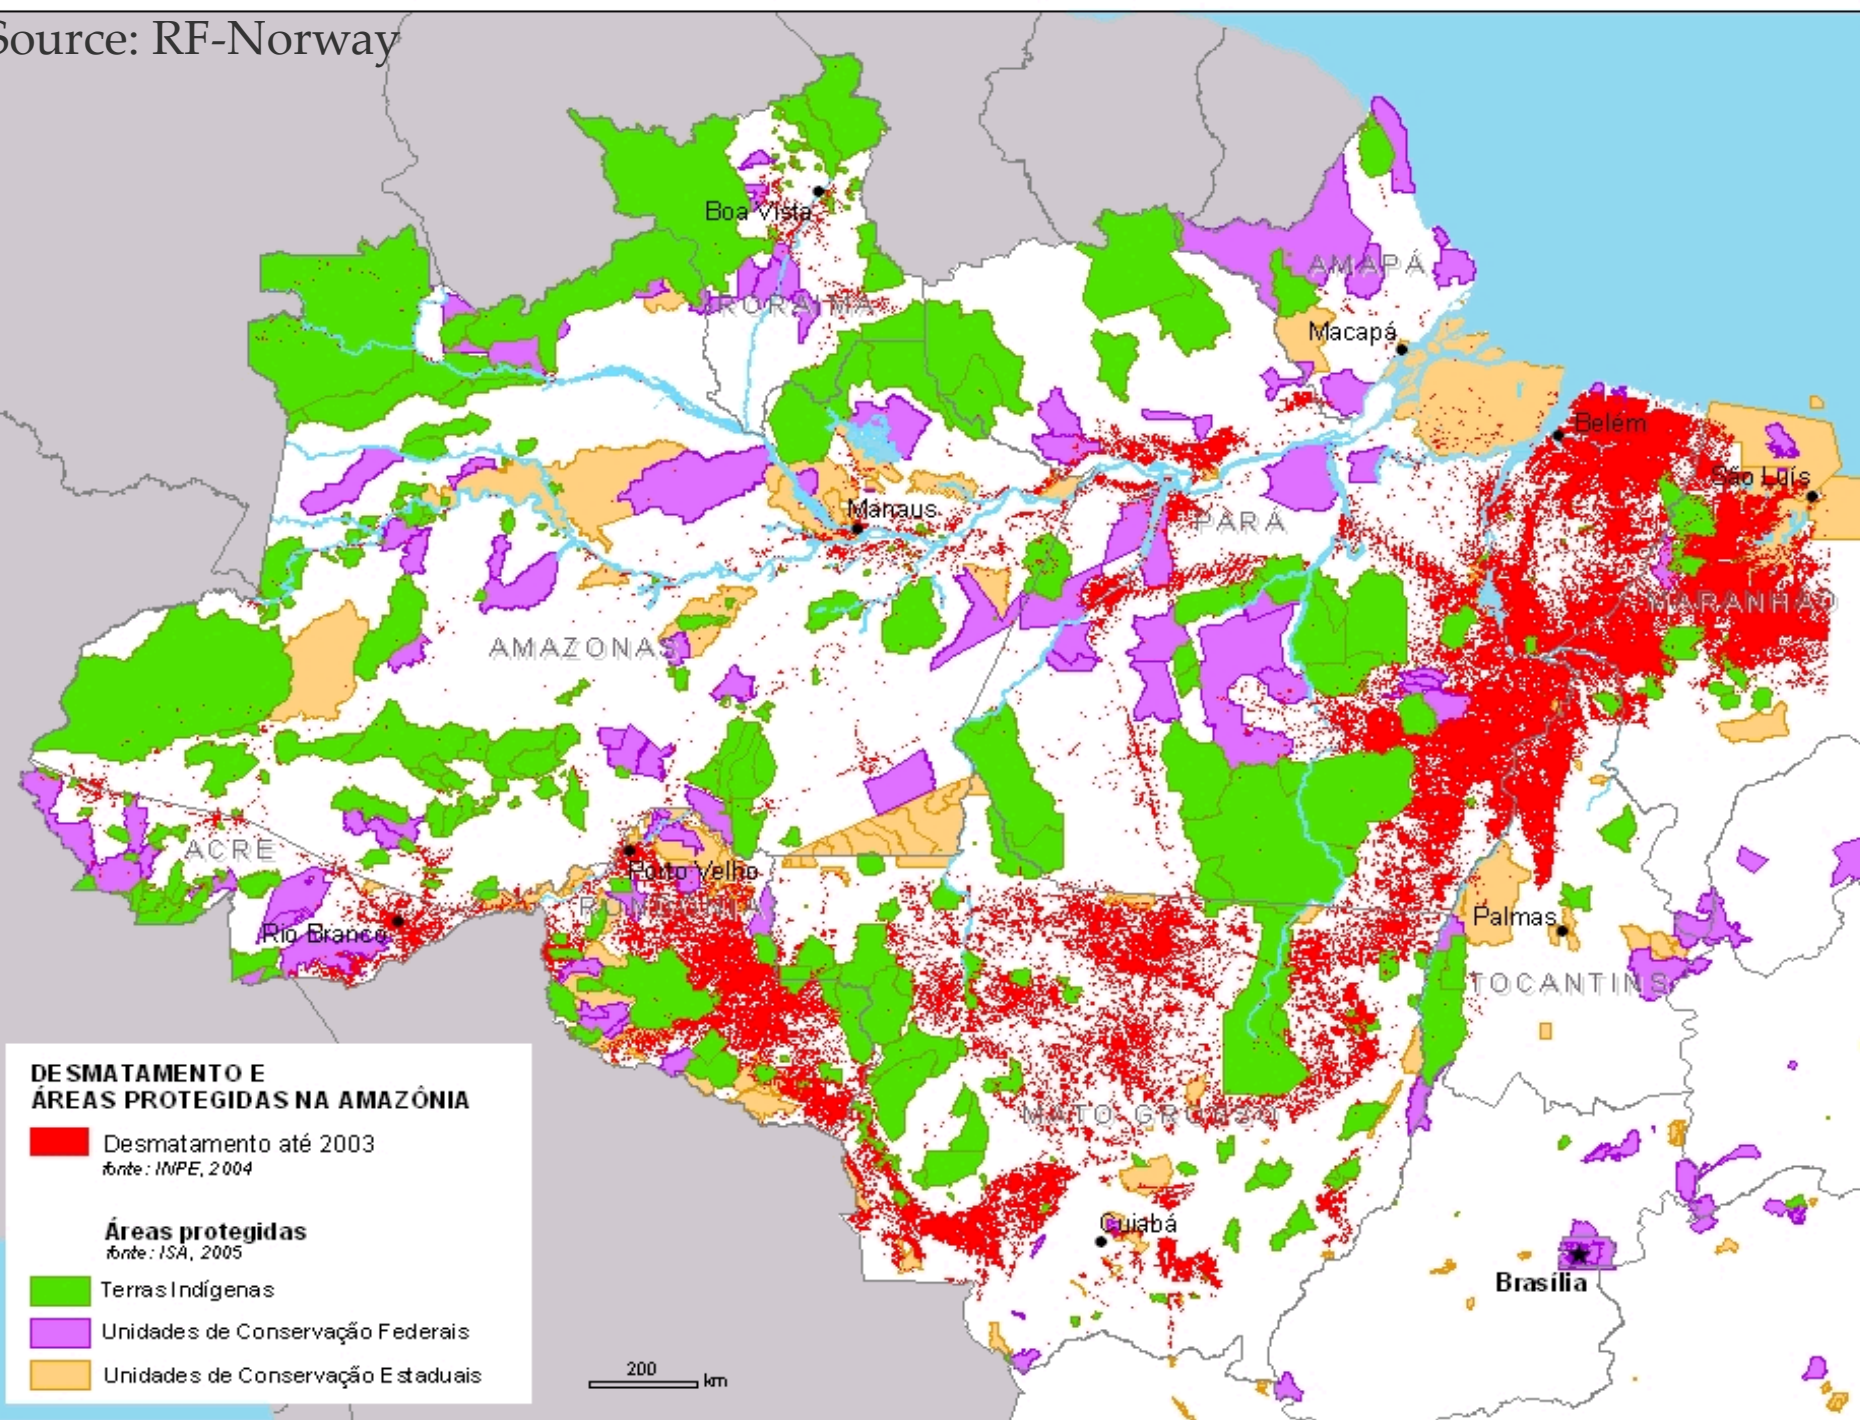 Source: RF-Norway
Boa Vista
RORAIMA
AMAPÁ
Macapá
Belém
São Luís
Manaus
PARÁ
MARANHÃO
AMAZONAS
ACRE
Porto Velho
RONDÔNIA
Rio Branco
Palmas
TOCANTINS
MATO GROSSO
Cuiabá
Brasília
DESMATAMENTO E
ÁREAS PROTEGIDAS NA AMAZÔNIA
Desmatamento até 2003
fonte: INPE, 2004
Áreas protegidas
fonte: ISA, 2005
Terras Indígenas
Unidades de Conservação Federais
Unidades de Conservação Estaduais
200
km